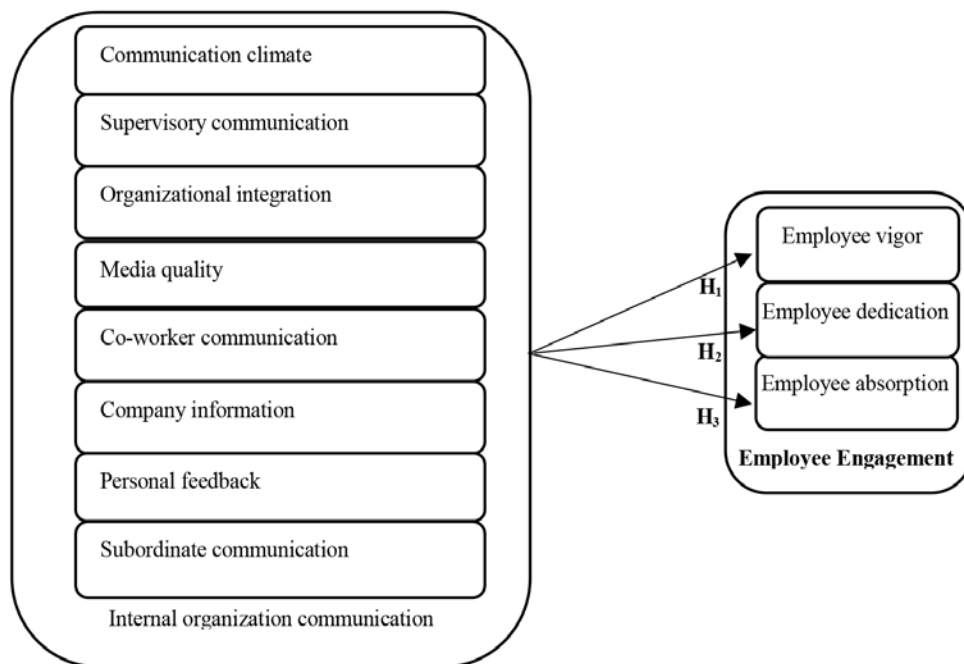 Communication climate
Supervisory communication
Organizational integration
Media quality
Co-worker communication
Company information
Personal feedback
Subordinate communication
Internal organization communication
H₁
H₂
H₃
Employee vigor
Employee dedication
Employee absorption
Employee Engagement